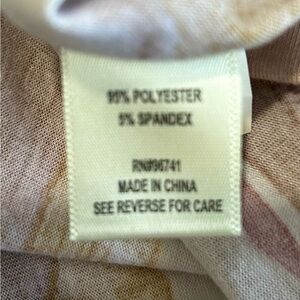 95% POLYESTER
5% SPANDEX
RN#96741
MADE IN CHINA
SEE REVERSE FOR CARE